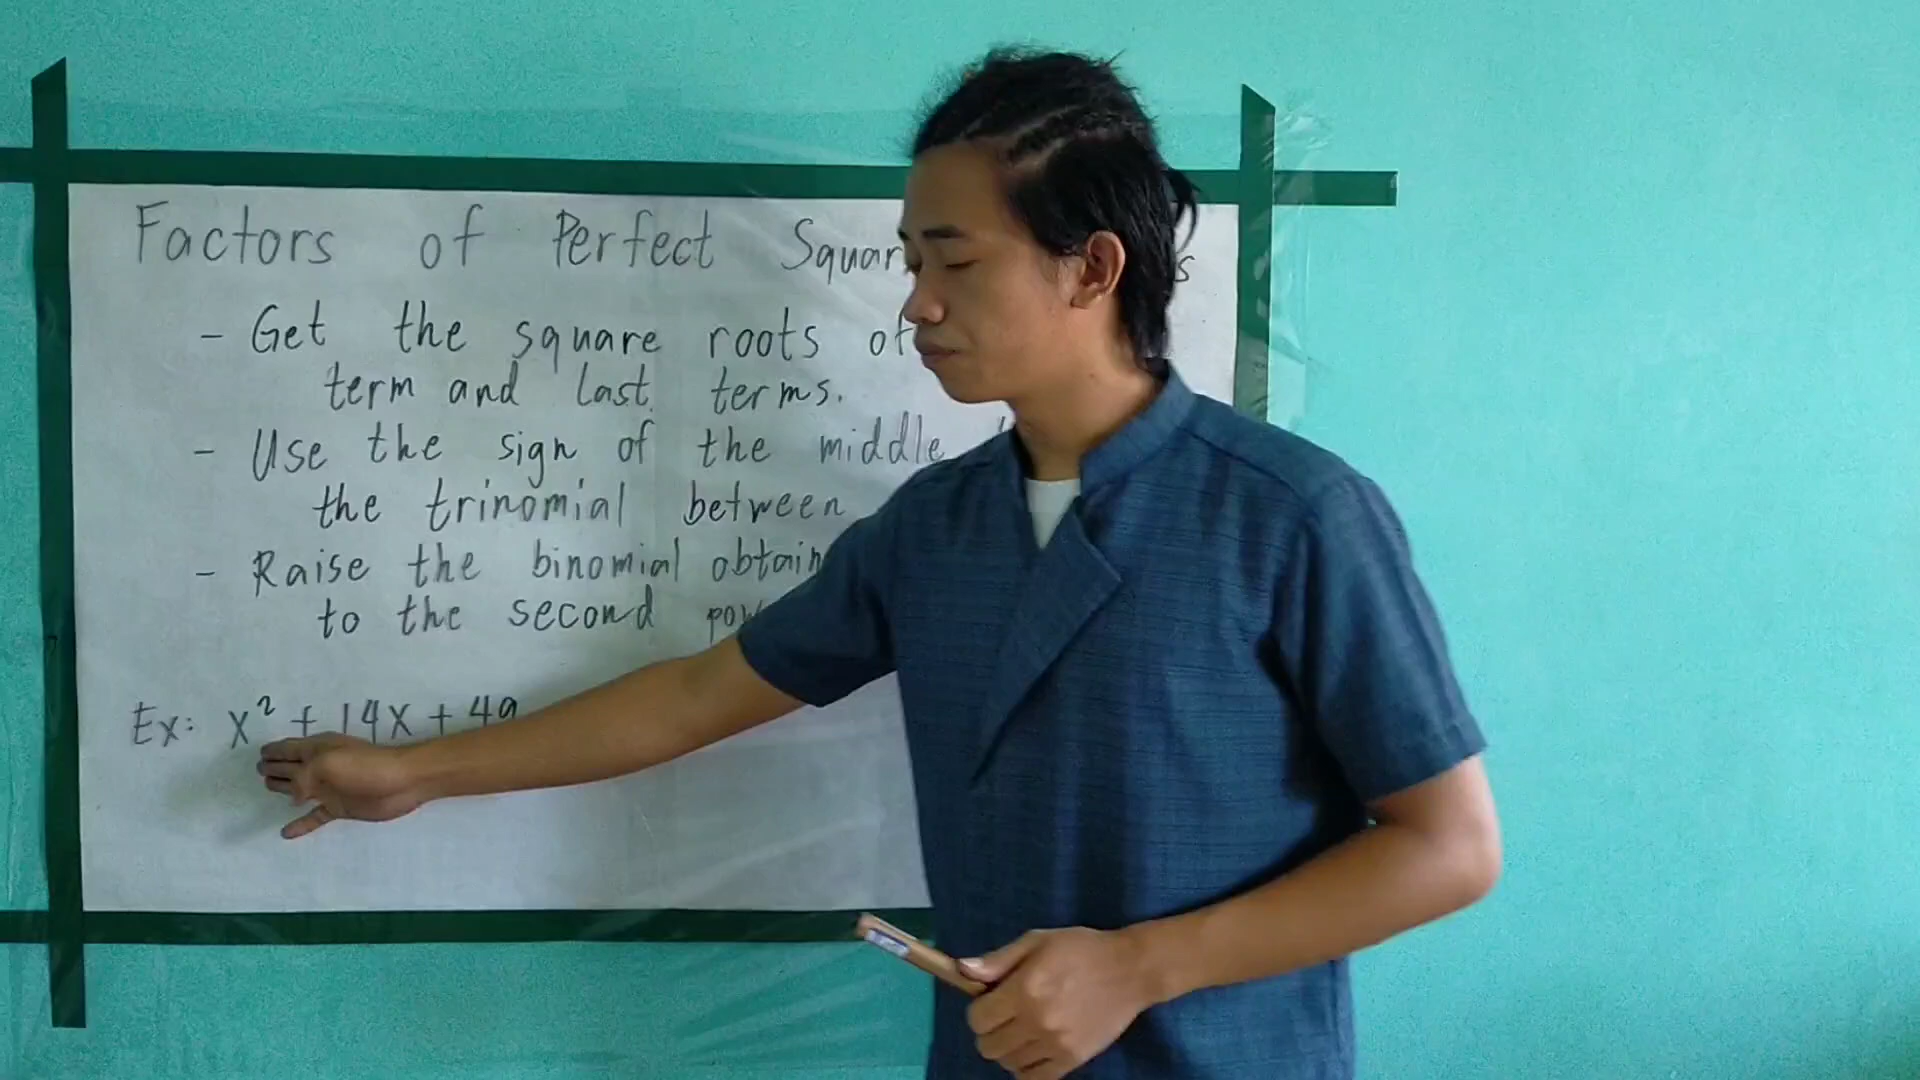 Factors of Perfect Squar s
- Get the square roots of
term and last terms.
- Use the sign of the middle
the trinomial between
- Raise the binomial obtain
to the second pow
Ex: x² + 14x + 49